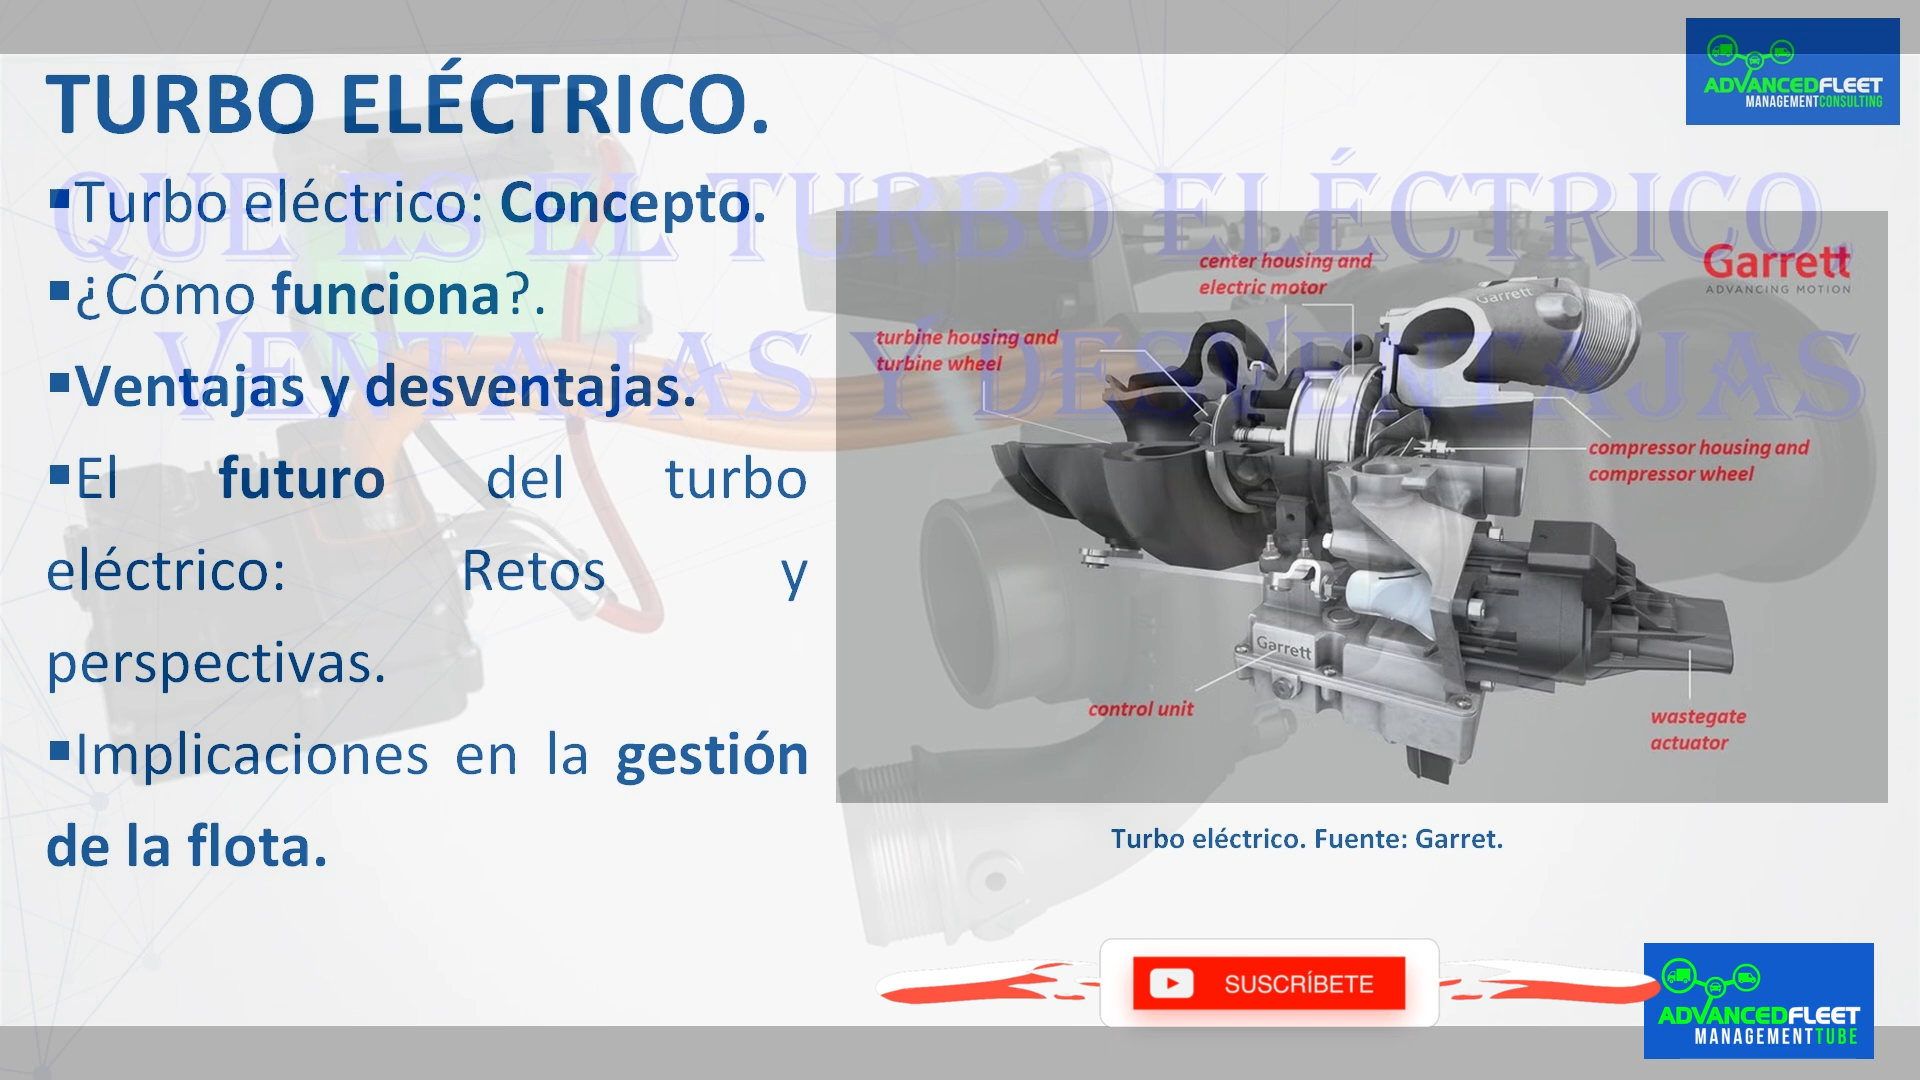 TURBO ELÉCTRICO.
▪Turbo eléctrico: Concepto.
▪¿Cómo funciona?.
▪Ventajas y desventajas.
▪El futuro del turbo
eléctrico: Retos y
perspectivas.
▪Implicaciones en la gestión
de la flota.
QUE ES EL TURBO ELÉCTRICO.
VENTAJAS Y DESVENTAJAS
ADVANCEDFLEET
MANAGEMENTCONSULTING
Garrett
ADVANCING MOTION
center housing and
electric motor
turbine housing and
turbine wheel
Garrett
compressor housing and
compressor wheel
Garrett
control unit
wastegate
actuator
Turbo eléctrico. Fuente: Garret.
SUSCRÍBETE
ADVANCEDFLEET
MANAGEMENTTUBE